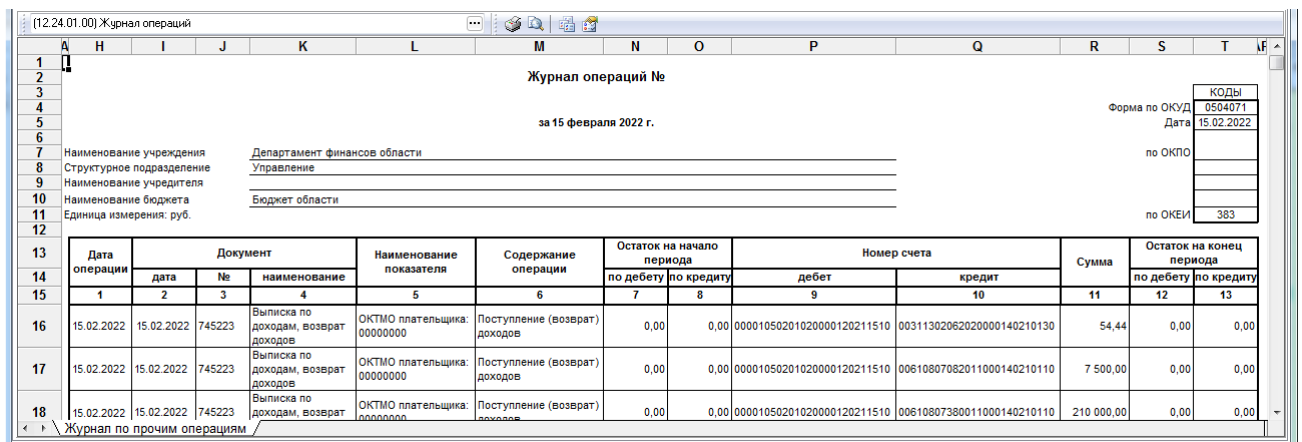 (12.24.01.00) Журнал операций
A H I J K L M N O P Q R S T AF
1
2 Журнал операций №
3 КОДЫ
4 Форма по ОКУД 0504071
5 за 15 февраля 2022 г. Дата 15.02.2022
6
7 Наименование учреждения Департамент финансов области по ОКПО
8 Структурное подразделение Управление
9 Наименование учредителя
10 Наименование бюджета Бюджет области
11 Единица измерения: руб. по ОКЕИ 383
12
13 Дата операции Документ Наименование показателя Содержание операции Остаток на начало периода Номер счета Сумма Остаток на конец периода
14 дата № наименование по дебету по кредиту дебет кредит по дебету по кредиту
15 1 2 3 4 5 6 7 8 9 10 11 12 13
16 15.02.2022 15.02.2022 745223 Выписка по доходам, возврат доходов ОКТМО плательщика: 00000000 Поступление (возврат) доходов 0,00 0,00 00001050201020000120211510 00311302062020000140210130 54,44 0,00 0,00
17 15.02.2022 15.02.2022 745223 Выписка по доходам, возврат доходов ОКТМО плательщика: 00000000 Поступление (возврат) доходов 0,00 0,00 00001050201020000120211510 00610807082011000140210110 7 500,00 0,00 0,00
18 15.02.2022 15.02.2022 745223 Выписка по доходам, возврат ОКТМО плательщика: 00000000 Поступление (возврат) доходов 0,00 0,00 00001050201020000120211510 00610807380011000140210110 210 000,00 0,00 0,00
Журнал по прочим операциям